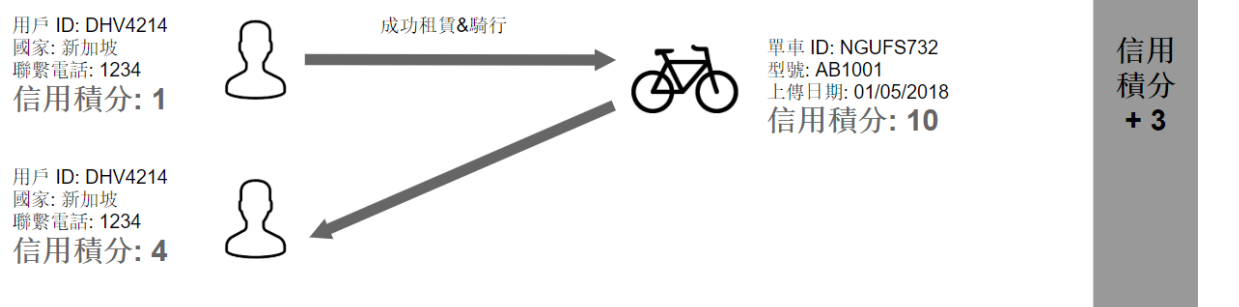 用戶 ID: DHV4214
國家: 新加坡
聯繫電話: 1234
信用積分: 1
成功租賃&騎行
單車 ID: NGUFS732
型號: AB1001
上傳日期: 01/05/2018
信用積分: 10
信用
積分
+ 3
用戶 ID: DHV4214
國家: 新加坡
聯繫電話: 1234
信用積分: 4